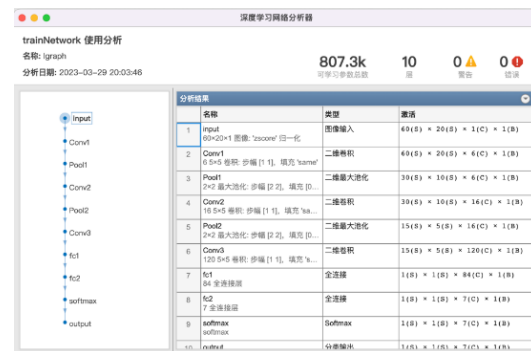 深度学习网络分析器
trainNetwork 使用分析
名称: lgraph
分析日期: 2023-03-29 20:03:46
807.3k
可学习参数总数
10
层
0
警告
0
错误
input
Conv1
Pool1
Conv2
Pool2
Conv3
fc1
fc2
softmax
output
分析结果
名称 类型 激活
1 input 图像输入 60(S) × 20(S) × 1(C) × 1(B)
60×20×1 图像: 'zscore' 归一化
2 Conv1 二维卷积 60(S) × 20(S) × 6(C) × 1(B)
6 5×5 卷积: 步幅 [1 1], 填充 'same'
3 Pool1 二维最大池化 30(S) × 10(S) × 6(C) × 1(B)
2×2 最大池化: 步幅 [2 2], 填充 [0...
4 Conv2 二维卷积 30(S) × 10(S) × 16(C) × 1(B)
16 5×5 卷积: 步幅 [1 1], 填充 'sa...
5 Pool2 二维最大池化 15(S) × 5(S) × 16(C) × 1(B)
2×2 最大池化: 步幅 [2 2], 填充 [0...
6 Conv3 二维卷积 15(S) × 5(S) × 120(C) × 1(B)
120 5×5 卷积: 步幅 [1 1], 填充 's...
7 fc1 全连接 1(S) × 1(S) × 84(C) × 1(B)
84 全连接层
8 fc2 全连接 1(S) × 1(S) × 7(C) × 1(B)
7 全连接层
9 softmax Softmax 1(S) × 1(S) × 7(C) × 1(B)
softmax
10 output 分类输出 1(S) × 1(S) × 7(C) × 1(B)